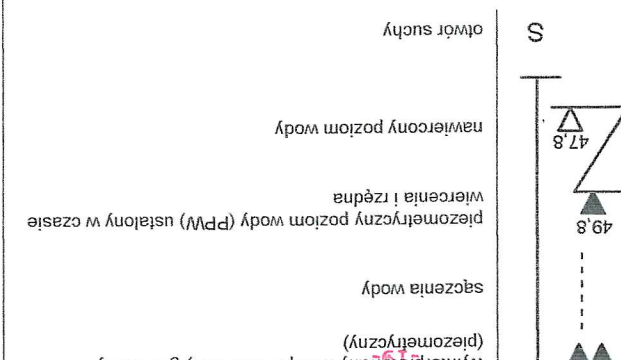 (piezometryczny)
sączenia wody
49,8
piezometryczny poziom wody (PPW) ustalony w czasie
wiercenia i rzędna
47,8
nawiercony poziom wody
S
otwór suchy